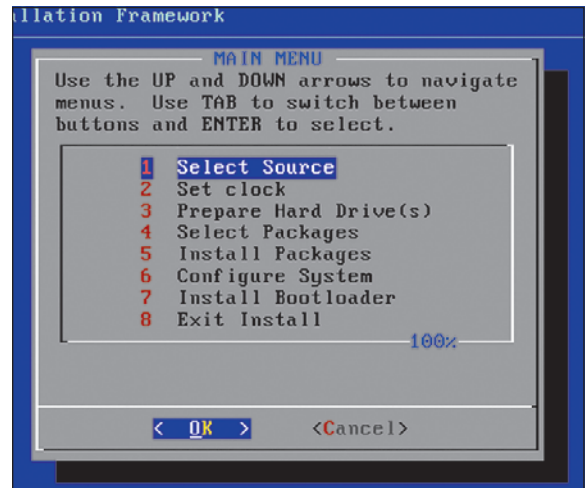 allation Framework
MAIN MENU
Use the UP and DOWN arrows to navigate
menus.  Use TAB to switch between
buttons and ENTER to select.
1 Select Source
2 Set clock
3 Prepare Hard Drive(s)
4 Select Packages
5 Install Packages
6 Configure System
7 Install Bootloader
8 Exit Install
100%
< OK > <Cancel>